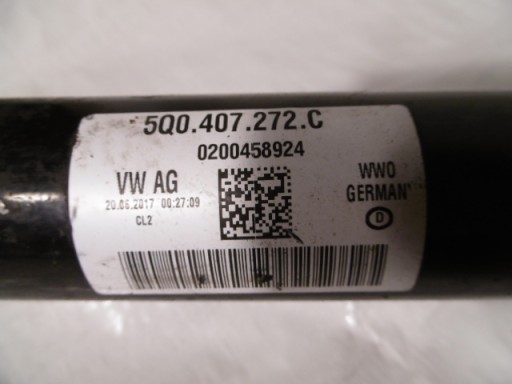 5Q0.407.272.C
0200458924
VW AG
20.06.2017 00:27:09
CL2
WWO
GERMAN
D